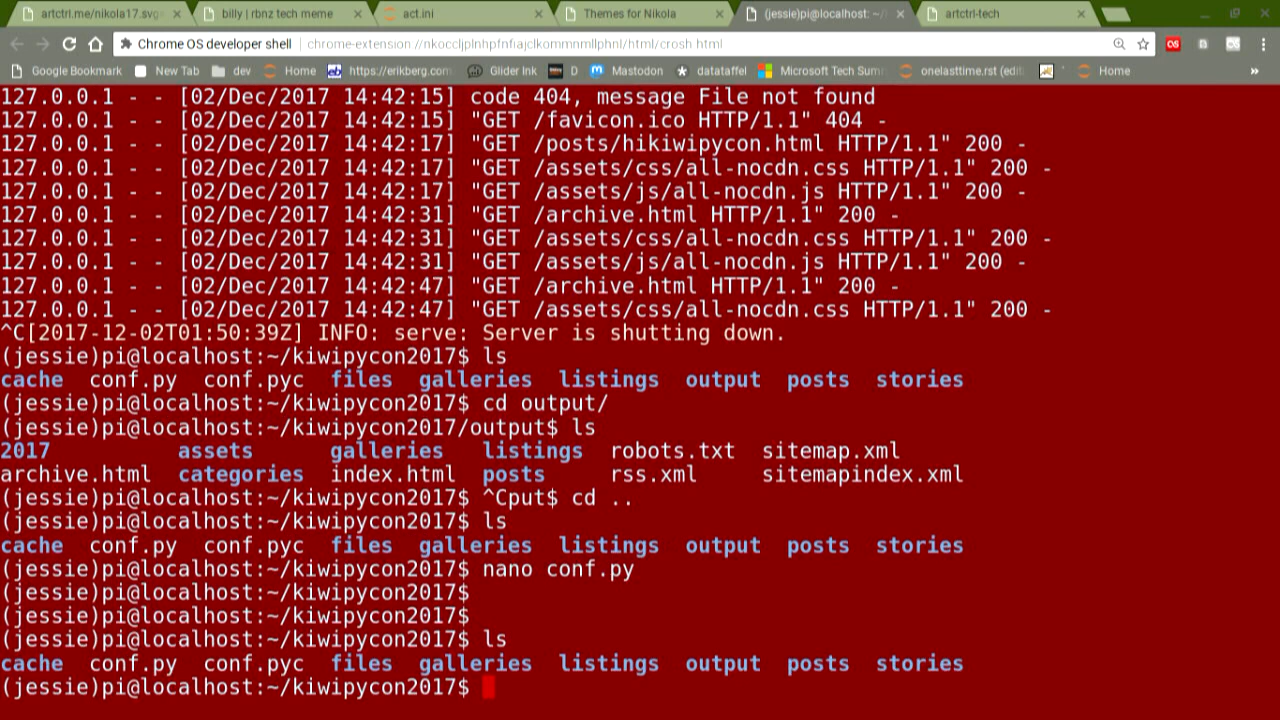 artctrl.me/nikola17.svg
billy | rbnz tech meme
act.ini
Themes for Nikola
(jessie)pi@localhost: ~/
artctrl-tech
Chrome OS developer shell | chrome-extension://nkoccljplnhpfnfiajclkommnmllphnl/html/crosh.html
Google Bookmark New Tab dev Home https://erikberg.com Glider Ink D Mastodon datataffel Microsoft Tech Sum onelasttime.rst (edit Home »
127.0.0.1 - - [02/Dec/2017 14:42:15] code 404, message File not found
127.0.0.1 - - [02/Dec/2017 14:42:15] "GET /favicon.ico HTTP/1.1" 404 -
127.0.0.1 - - [02/Dec/2017 14:42:17] "GET /posts/hikiwipycon.html HTTP/1.1" 200 -
127.0.0.1 - - [02/Dec/2017 14:42:17] "GET /assets/css/all-nocdn.css HTTP/1.1" 200 -
127.0.0.1 - - [02/Dec/2017 14:42:17] "GET /assets/js/all-nocdn.js HTTP/1.1" 200 -
127.0.0.1 - - [02/Dec/2017 14:42:31] "GET /archive.html HTTP/1.1" 200 -
127.0.0.1 - - [02/Dec/2017 14:42:31] "GET /assets/css/all-nocdn.css HTTP/1.1" 200 -
127.0.0.1 - - [02/Dec/2017 14:42:31] "GET /assets/js/all-nocdn.js HTTP/1.1" 200 -
127.0.0.1 - - [02/Dec/2017 14:42:47] "GET /archive.html HTTP/1.1" 200 -
127.0.0.1 - - [02/Dec/2017 14:42:47] "GET /assets/css/all-nocdn.css HTTP/1.1" 200 -
^C[2017-12-02T01:50:39Z] INFO: serve: Server is shutting down.
(jessie)pi@localhost:~/kiwipycon2017$ ls
cache conf.py conf.pyc files galleries listings output posts stories
(jessie)pi@localhost:~/kiwipycon2017$ cd output/
(jessie)pi@localhost:~/kiwipycon2017/output$ ls
2017 assets galleries listings robots.txt sitemap.xml
archive.html categories index.html posts rss.xml sitemapindex.xml
(jessie)pi@localhost:~/kiwipycon2017$ ^Cput$ cd ..
(jessie)pi@localhost:~/kiwipycon2017$ ls
cache conf.py conf.pyc files galleries listings output posts stories
(jessie)pi@localhost:~/kiwipycon2017$ nano conf.py
(jessie)pi@localhost:~/kiwipycon2017$
(jessie)pi@localhost:~/kiwipycon2017$
(jessie)pi@localhost:~/kiwipycon2017$ ls
cache conf.py conf.pyc files galleries listings output posts stories
(jessie)pi@localhost:~/kiwipycon2017$